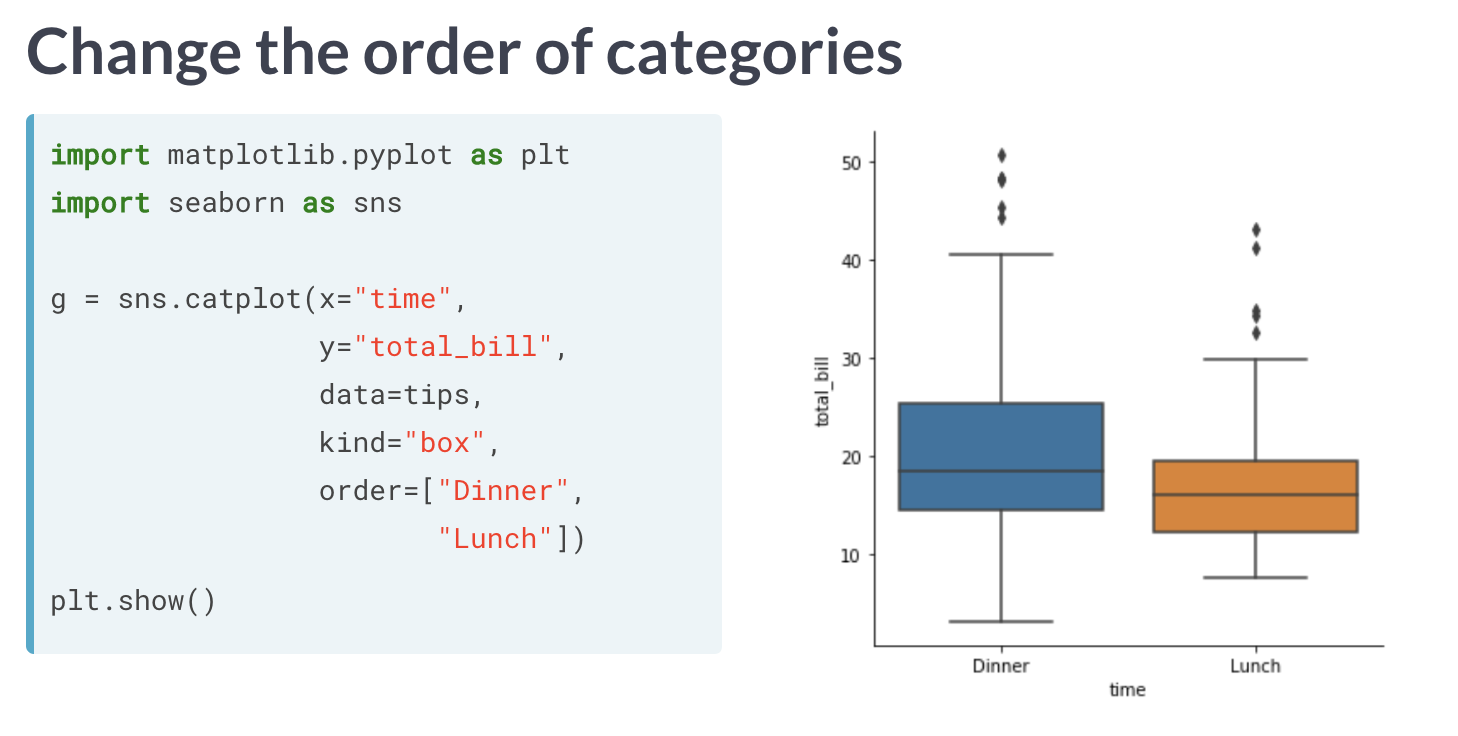 Change the order of categories
import matplotlib.pyplot as plt
import seaborn as sns
g = sns.catplot(x="time",
y="total_bill",
data=tips,
kind="box",
order=["Dinner",
"Lunch"])
plt.show()
50
40
30
20
10
total_bill
Dinner Lunch
time